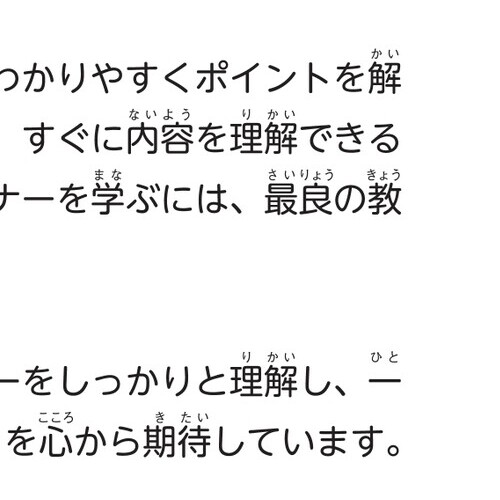 わかりやすくポイントを解
すぐに内容を理解できる
ナーを学ぶには、最良の教
ーをしっかりと理解し、一
を心から期待しています。